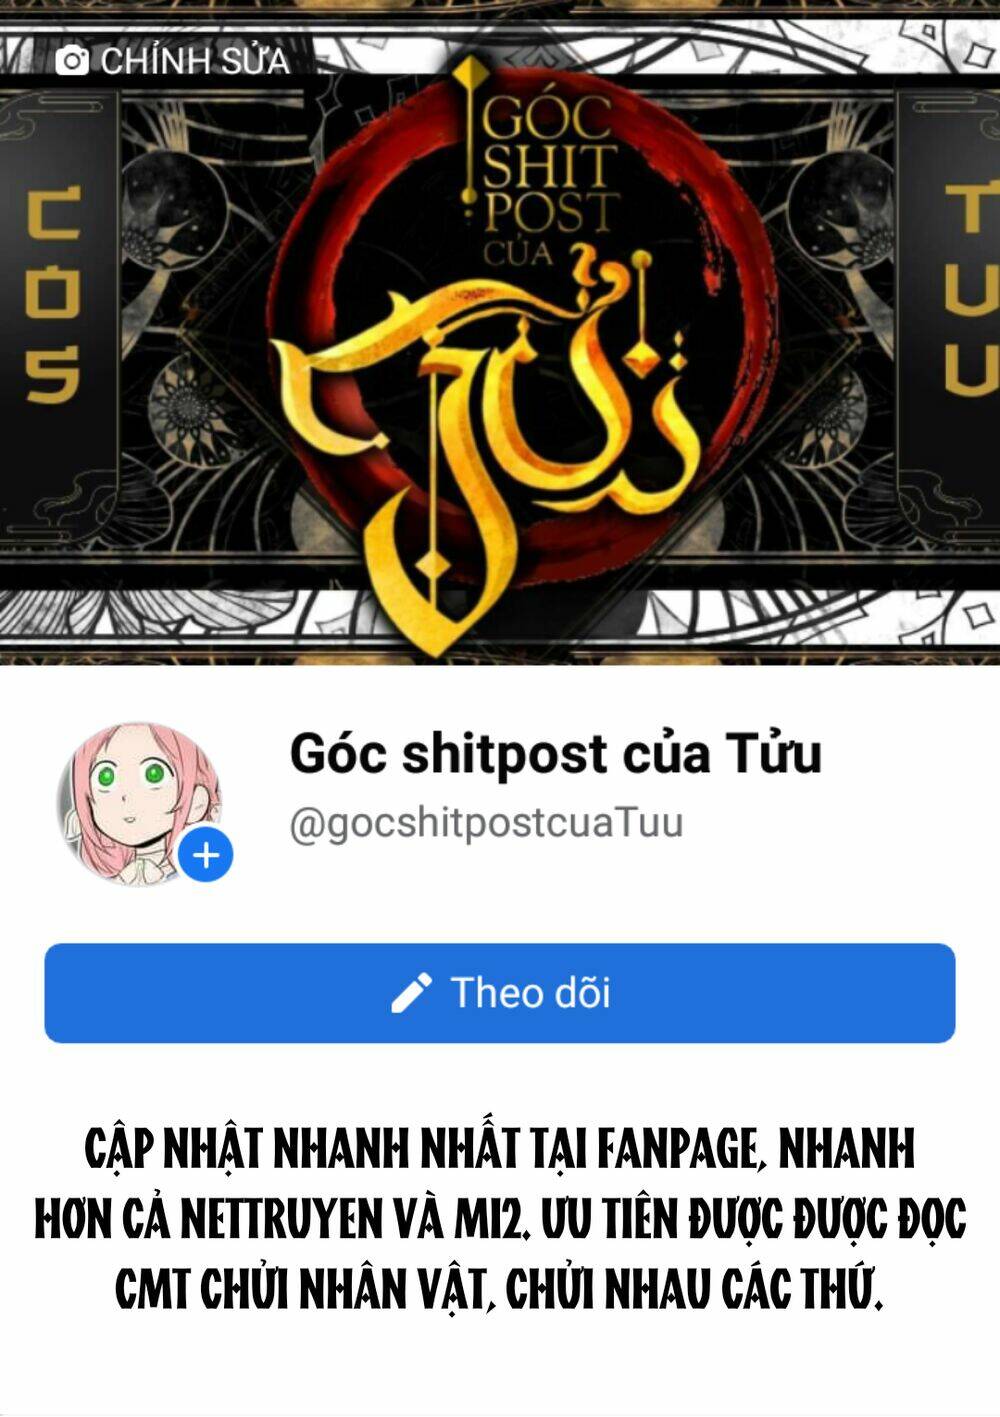 CHỈNH SỬA
GÓC
SHIT
POST
CỦA
Tửu
CÓS
TUU
Góc shitpost của Tửu
@gocshitpostcuaTuu
Theo dõi
CẬP NHẬT NHANH NHẤT TẠI FANPAGE, NHANH
HƠN CẢ NETTRUYEN VÀ MI2. ƯU TIÊN ĐƯỢC ĐƯỢC ĐỌC
CMT CHỬI NHÂN VẬT, CHỬI NHAU CÁC THỨ.